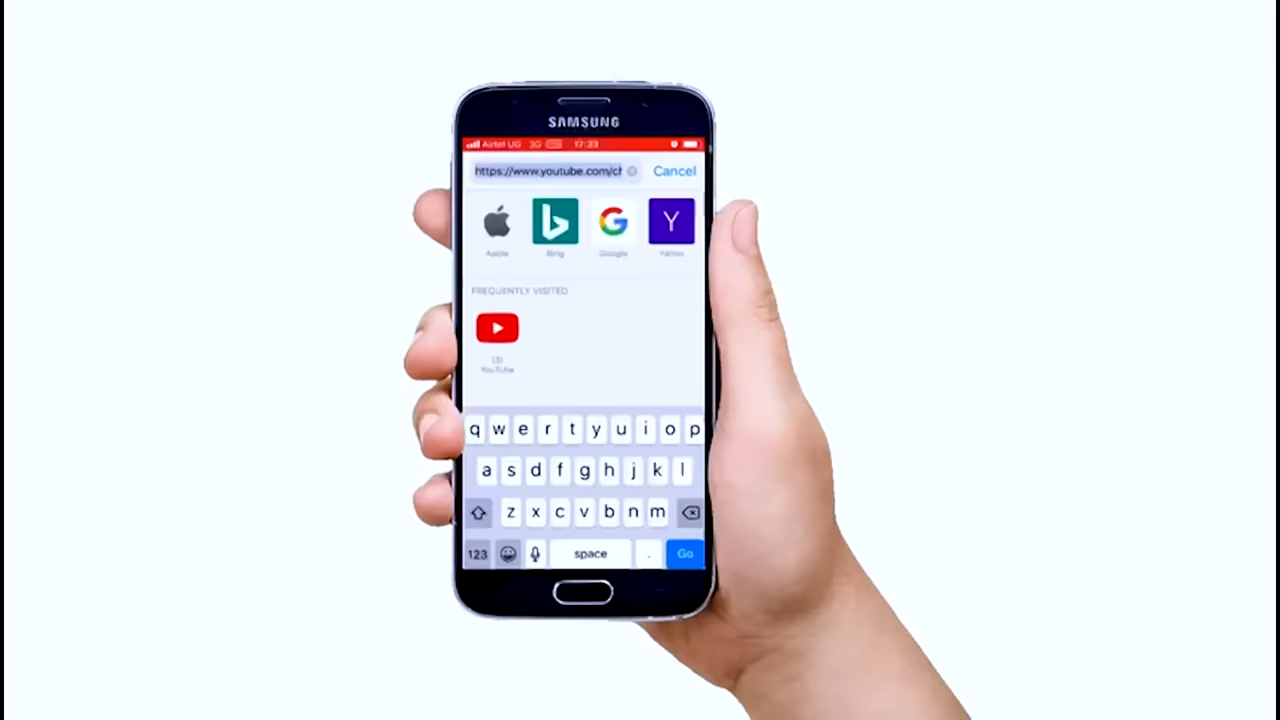 SAMSUNG
Airtel UG 3G 17:33
https://www.youtube.com/ch Cancel
Apple Bing Google Yahoo
FREQUENTLY VISITED
(3)
YouTube
q w e r t y u i o p
a s d f g h j k l
z x c v b n m
123 space . Go